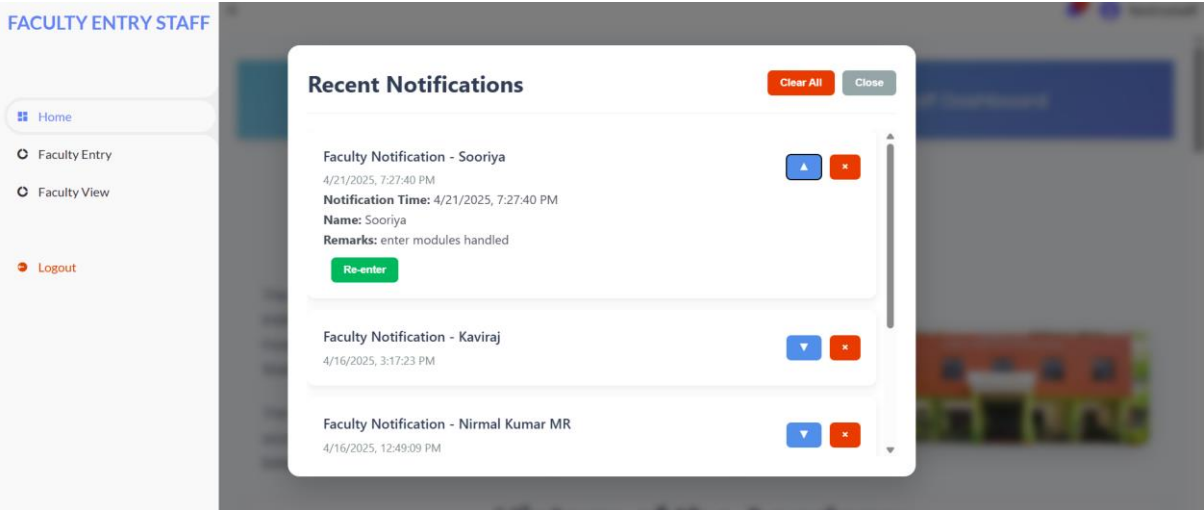 FACULTY ENTRY STAFF
Home
Faculty Entry
Faculty View
Logout
Recent Notifications
Clear All
Close
Faculty Notification - Sooriya
4/21/2025, 7:27:40 PM
Notification Time: 4/21/2025, 7:27:40 PM
Name: Sooriya
Remarks: enter modules handled
Re-enter
Faculty Notification - Kaviraj
4/16/2025, 3:17:23 PM
Faculty Notification - Nirmal Kumar MR
4/16/2025, 12:49:09 PM